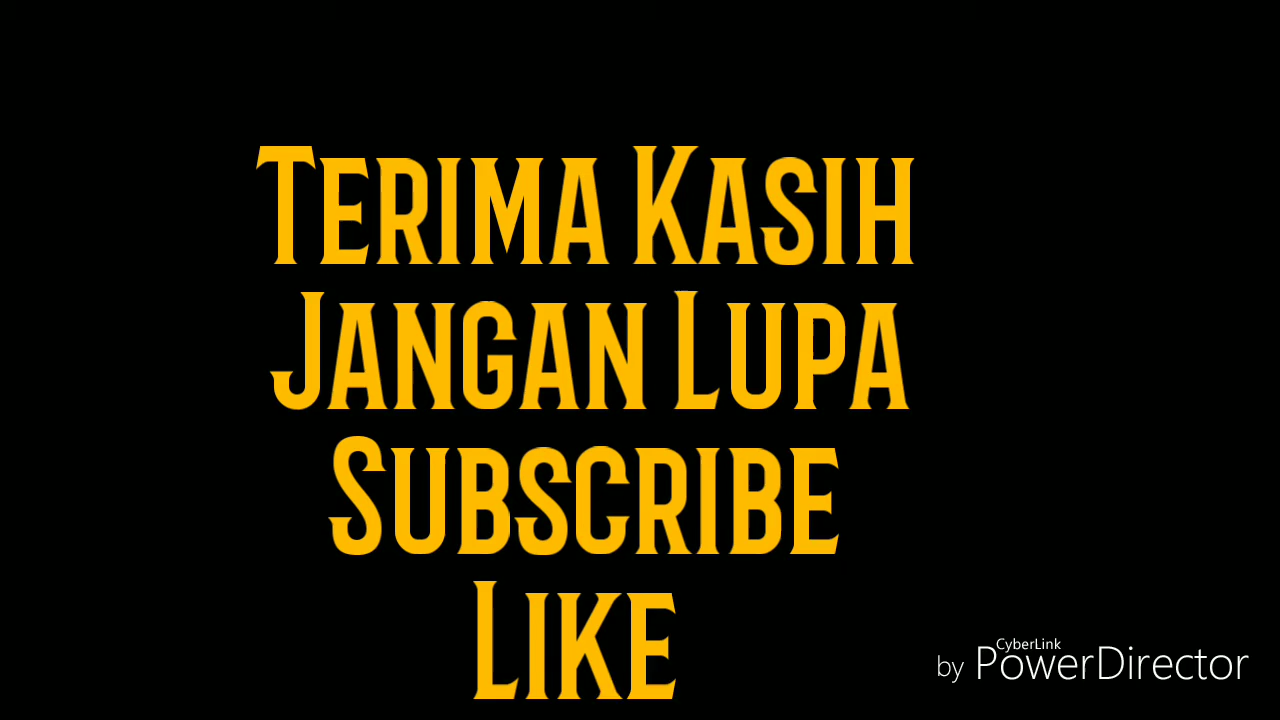 Terima Kasih
Jangan Lupa
Subscribe
Like
by CyberLink PowerDirector